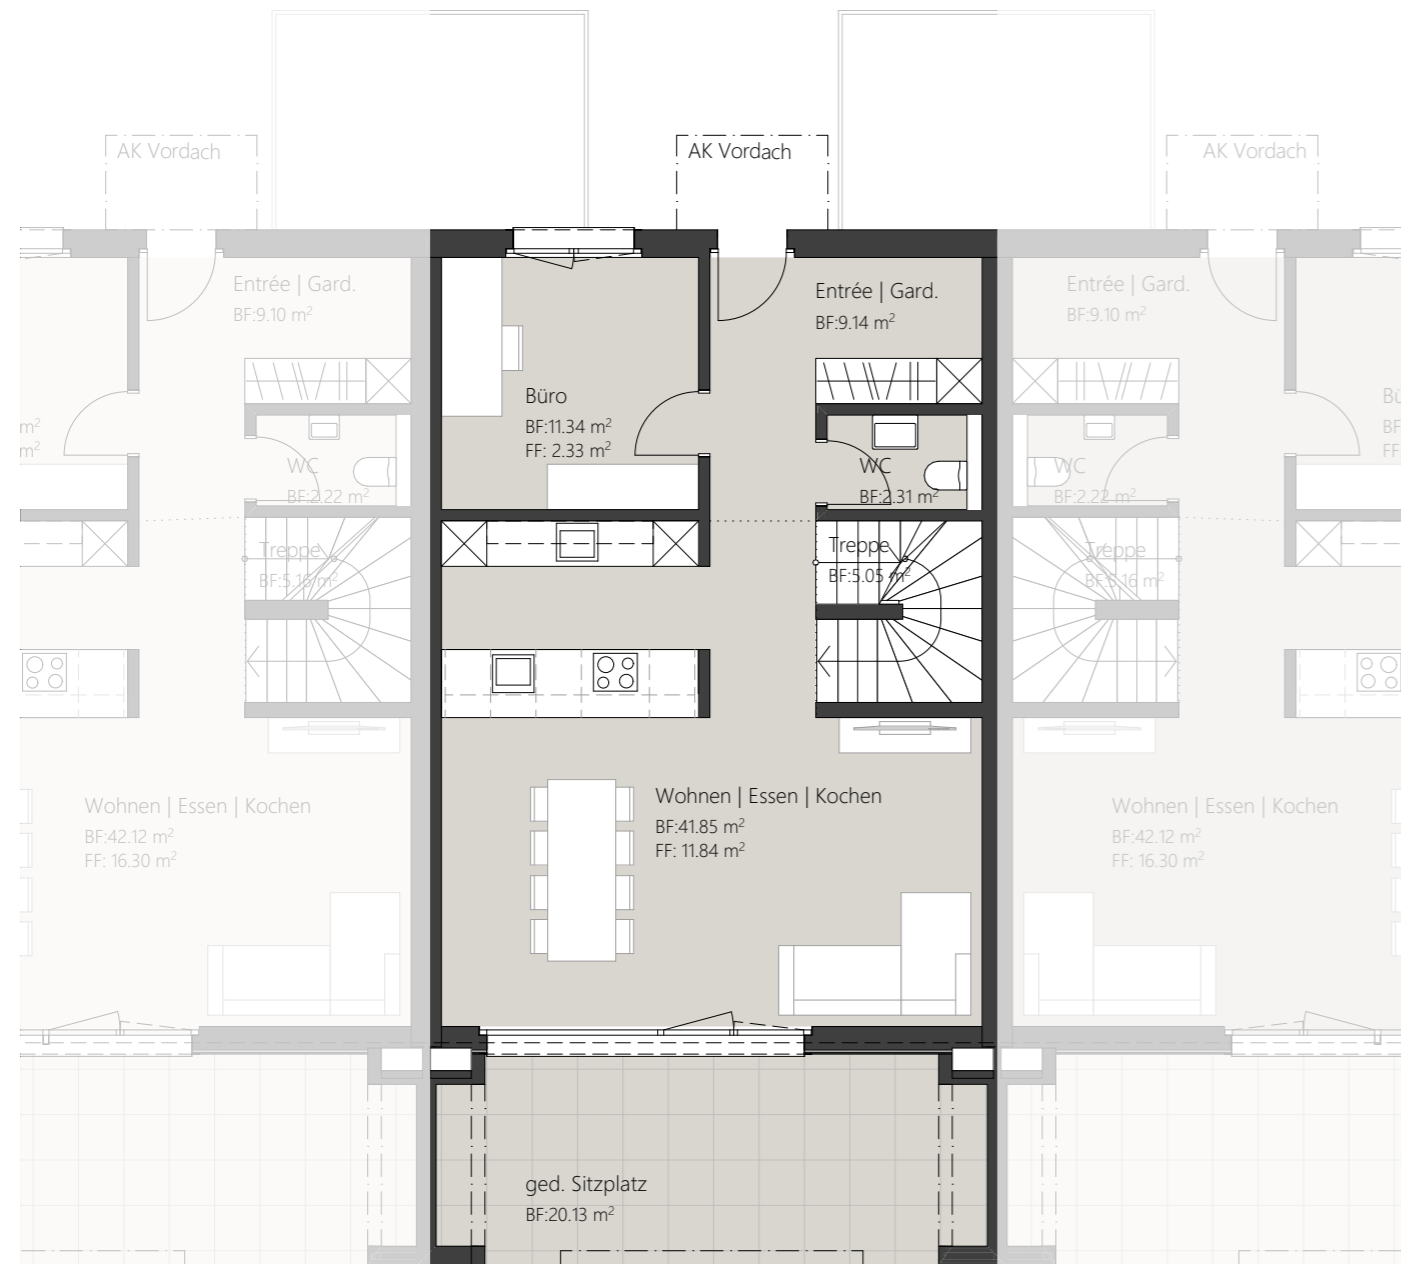 AK Vordach
AK Vordach
AK Vordach
Entrée | Gard.
BF:9.10 m²
Entrée | Gard.
BF:9.14 m²
Entrée | Gard.
BF:9.10 m²
m²
m²
Büro
BF:11.34 m²
FF: 2.33 m²
Bü
BF
FF
WC
BF:2.22 m²
WC
BF:2.31 m²
WC
BF:2.22 m²
Treppe
BF:5.16 m²
Treppe
BF:5.05 m²
Treppe
BF:5.16 m²
Wohnen | Essen | Kochen
BF:42.12 m²
FF: 16.30 m²
Wohnen | Essen | Kochen
BF:41.85 m²
FF: 11.84 m²
Wohnen | Essen | Kochen
BF:42.12 m²
FF: 16.30 m²
ged. Sitzplatz
BF:20.13 m²